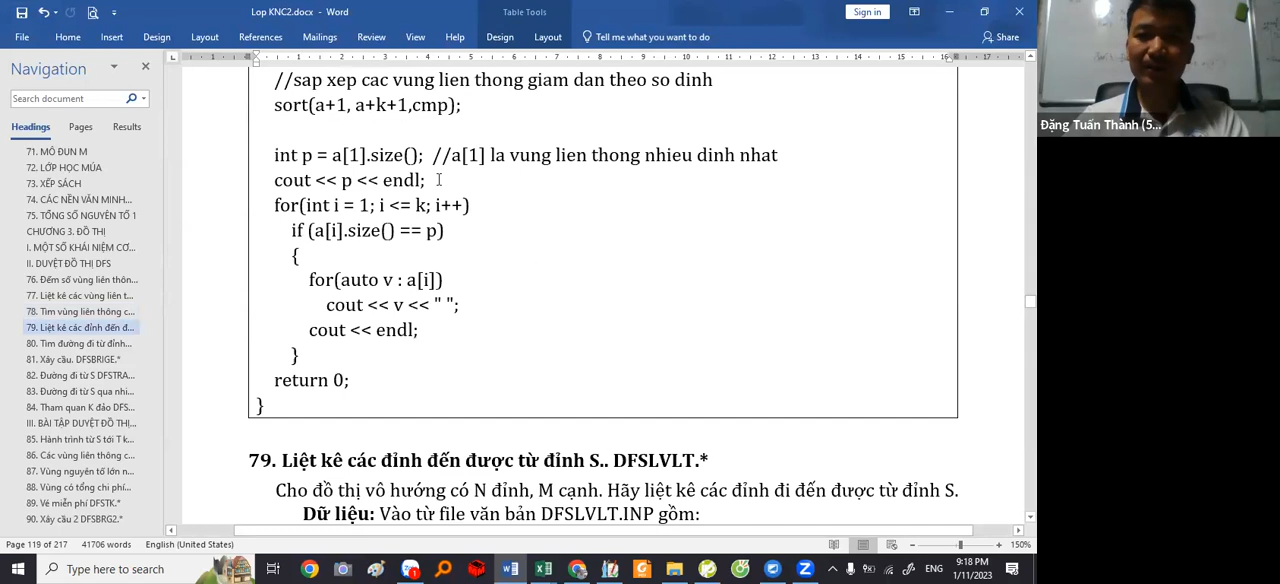 Lop KNC2.docx - Word
Table Tools
Sign in
File Home Insert Design Layout References Mailings Review View Help Design Layout Tell me what you want to do Share
Navigation
Search document
Headings Pages Results
71. MÔ ĐUN M
72. LỚP HỌC MÚA
73. XẾP SÁCH
74. CÁC NỀN VĂN MINH...
75. TỔNG SỐ NGUYÊN TỐ 1
CHƯƠNG 3. ĐỒ THỊ
I. MỘT SỐ KHÁI NIỆM CƠ...
II. DUYỆT ĐỒ THỊ DFS
76. Đếm số vùng liên thôn...
77. Liệt kê các vùng liên t...
78. Tìm vùng liên thông c...
79. Liệt kê các đỉnh đến đ...
80. Tìm đường đi từ đỉnh...
81. Xây cầu. DFSBRIGE.*
82. Đường đi từ S DFSTRA...
83. Đường đi từ S qua nhi...
84. Tham quan K đảo DFS...
III. BÀI TẬP DUYỆT ĐỒ THỊ...
85. Hành trình từ S tới T k...
86. Các vùng liên thông c...
87. Vùng nguyên tố lớn n...
88. Vùng có tổng chi phí...
89. Vé miễn phí DFSTK.*
90. Xây cầu 2 DFSBRG2.*
//sap xep cac vung lien thong giam dan theo so dinh
sort(a+1, a+k+1,cmp);
int p = a[1].size(); //a[1] la vung lien thong nhieu dinh nhat
cout << p << endl;
for(int i = 1; i <= k; i++)
if (a[i].size() == p)
{
for(auto v : a[i])
cout << v << " ";
cout << endl;
}
return 0;
}
79. Liệt kê các đỉnh đến được từ đỉnh S.. DFSLVLT.*
Cho đồ thị vô hướng có N đỉnh, M cạnh. Hãy liệt kê các đỉnh đi đến được từ đỉnh S.
Dữ liệu: Vào từ file văn bản DFSLVLT.INP gồm:
Đặng Tuấn Thành (5...
Page 119 of 217 41706 words English (United States) 150%
Type here to search
ENG
9:18 PM
1/11/2023